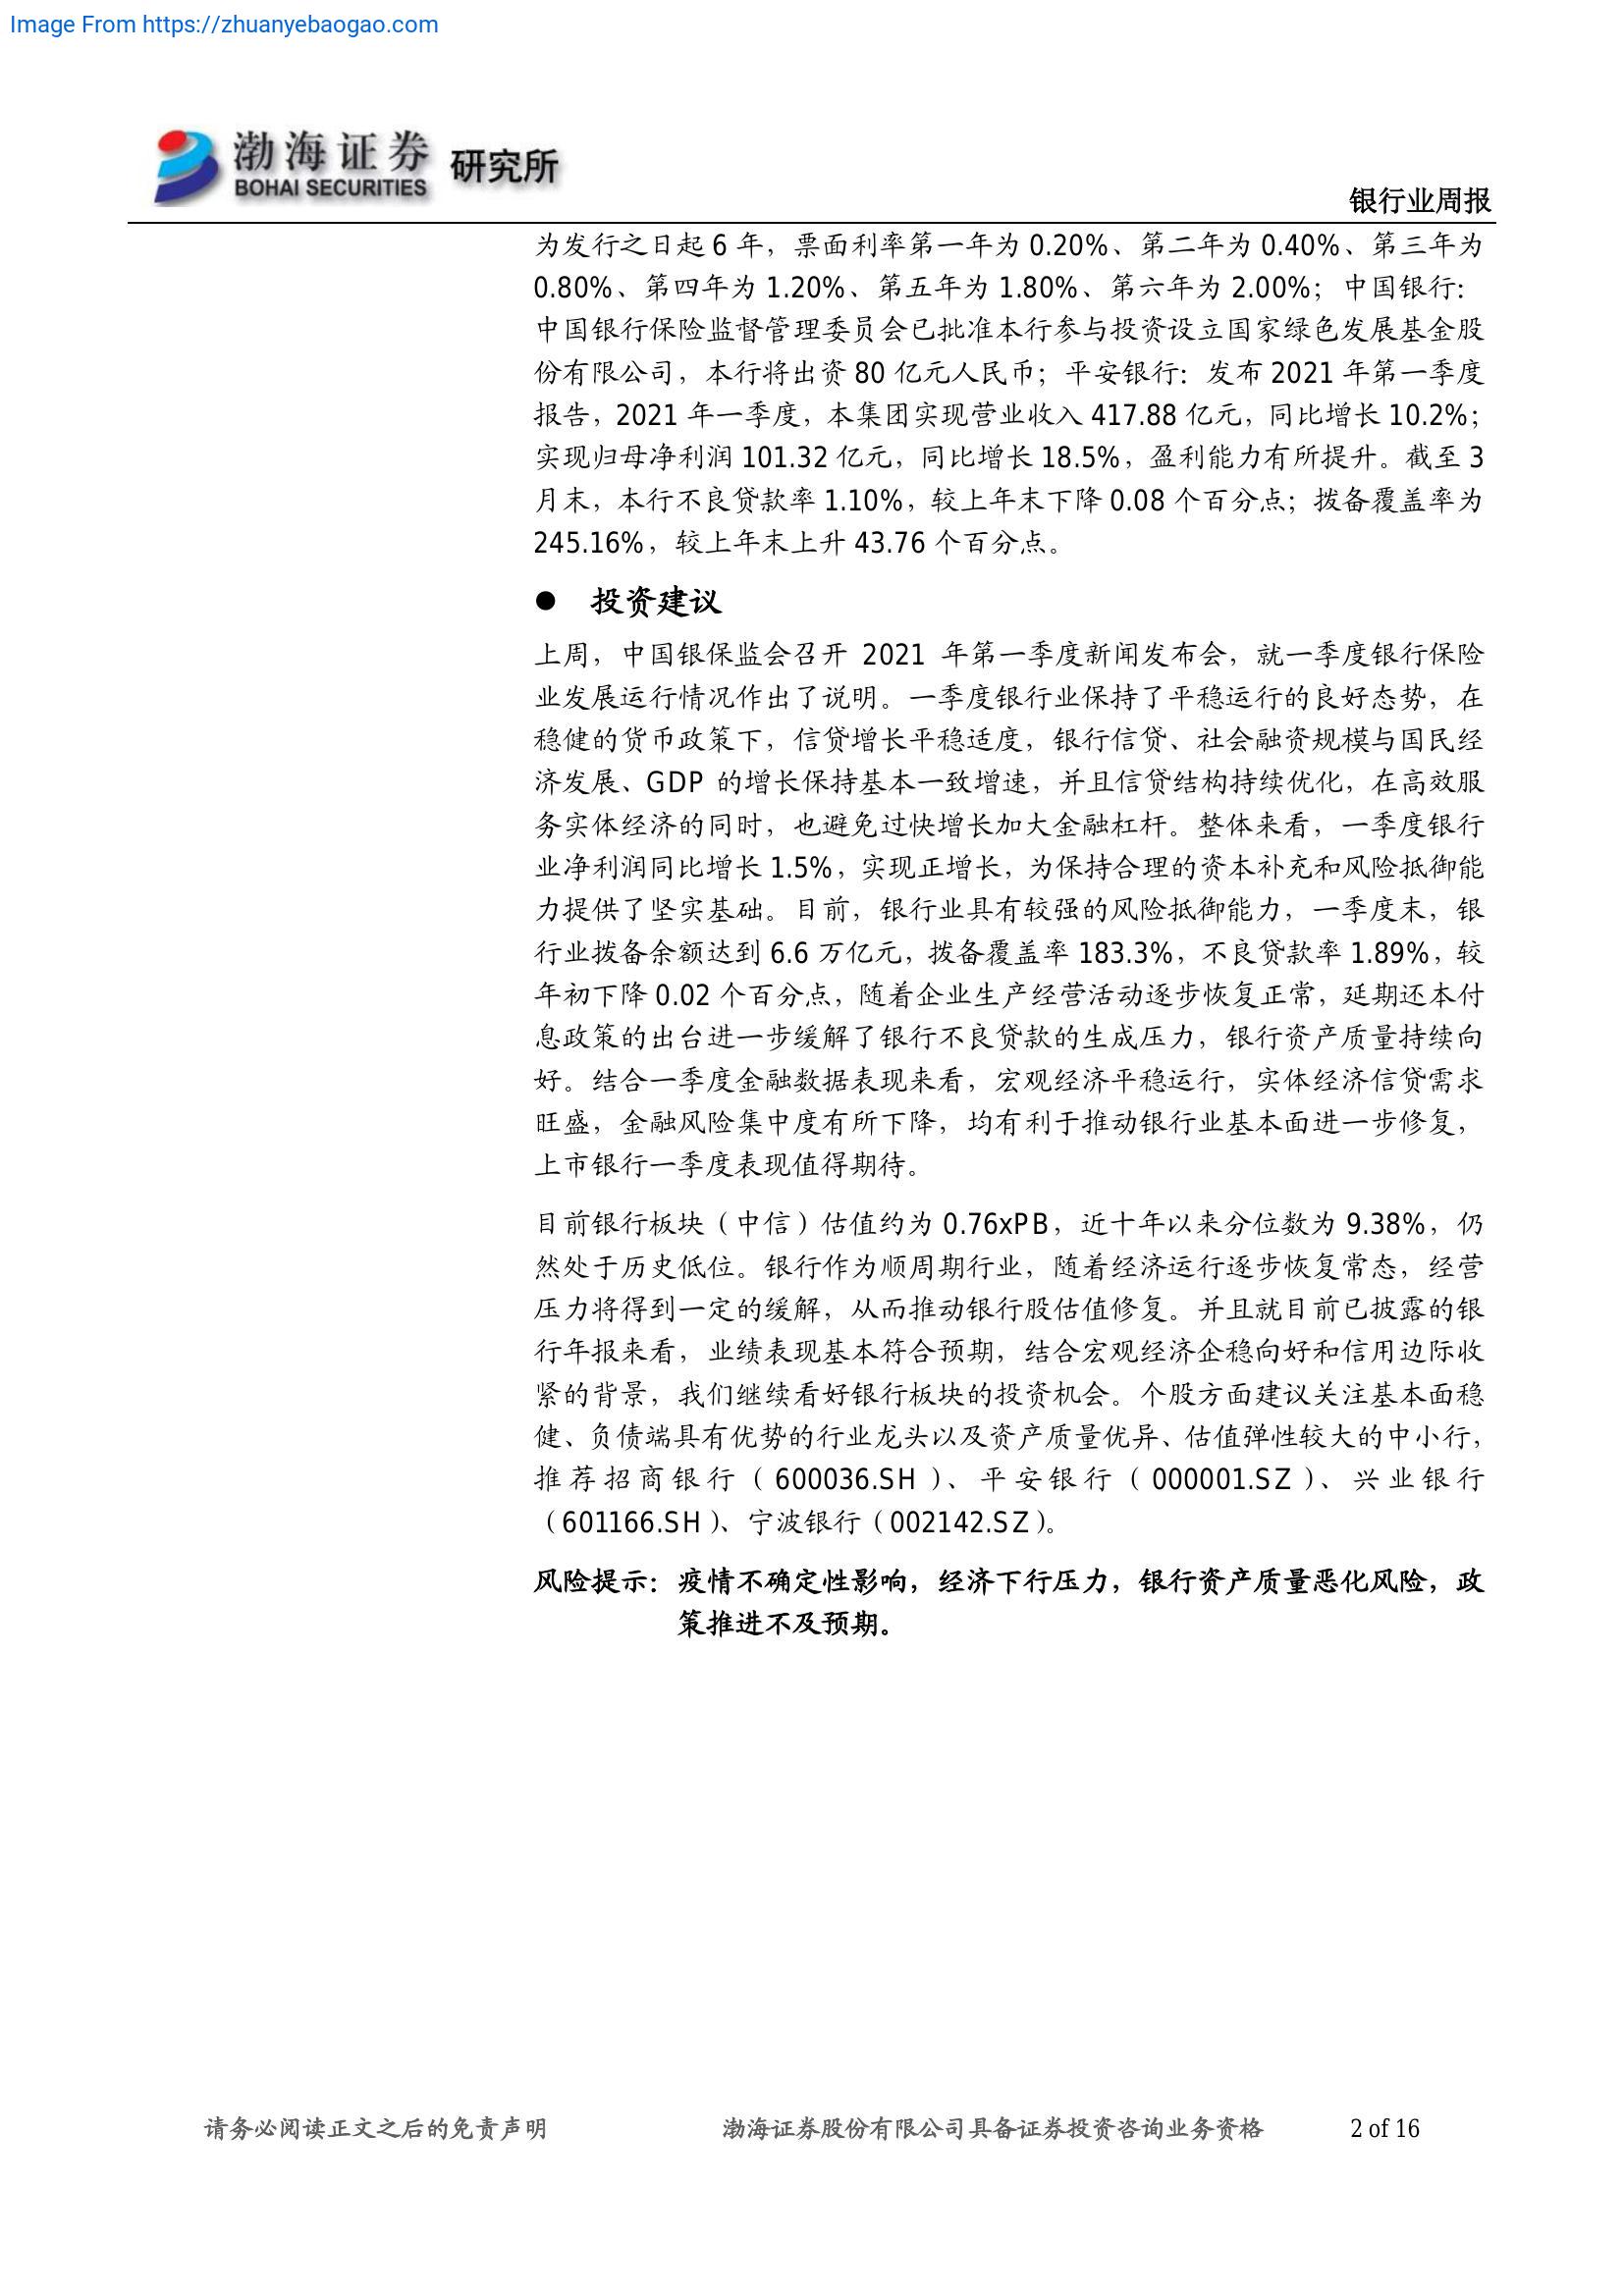 Image From https://zhuanyebaogao.com
渤海证券 研究所
BOHAI SECURITIES
银行业周报
为发行之日起 6 年，票面利率第一年为 0.20%、第二年为 0.40%、第三年为
0.80%、第四年为 1.20%、第五年为 1.80%、第六年为 2.00%；中国银行：
中国银行保险监督管理委员会已批准本行参与投资设立国家绿色发展基金股
份有限公司，本行将出资 80 亿元人民币；平安银行：发布 2021 年第一季度
报告，2021 年一季度，本集团实现营业收入 417.88 亿元，同比增长 10.2%；
实现归母净利润 101.32 亿元，同比增长 18.5%，盈利能力有所提升。截至 3
月末，本行不良贷款率 1.10%，较上年末下降 0.08 个百分点；拨备覆盖率为
245.16%，较上年末上升 43.76 个百分点。
● 投资建议
上周，中国银保监会召开 2021 年第一季度新闻发布会，就一季度银行保险
业发展运行情况作出了说明。一季度银行业保持了平稳运行的良好态势，在
稳健的货币政策下，信贷增长平稳适度，银行信贷、社会融资规模与国民经
济发展、GDP 的增长保持基本一致增速，并且信贷结构持续优化，在高效服
务实体经济的同时，也避免过快增长加大金融杠杆。整体来看，一季度银行
业净利润同比增长 1.5%，实现正增长，为保持合理的资本补充和风险抵御能
力提供了坚实基础。目前，银行业具有较强的风险抵御能力，一季度末，银
行业拨备余额达到 6.6 万亿元，拨备覆盖率 183.3%，不良贷款率 1.89%，较
年初下降 0.02 个百分点，随着企业生产经营活动逐步恢复正常，延期还本付
息政策的出台进一步缓解了银行不良贷款的生成压力，银行资产质量持续向
好。结合一季度金融数据表现来看，宏观经济平稳运行，实体经济信贷需求
旺盛，金融风险集中度有所下降，均有利于推动银行业基本面进一步修复，
上市银行一季度表现值得期待。
目前银行板块（中信）估值约为 0.76xPB，近十年以来分位数为 9.38%，仍
然处于历史低位。银行作为顺周期行业，随着经济运行逐步恢复常态，经营
压力将得到一定的缓解，从而推动银行股估值修复。并且就目前已披露的银
行年报来看，业绩表现基本符合预期，结合宏观经济企稳向好和信用边际收
紧的背景，我们继续看好银行板块的投资机会。个股方面建议关注基本面稳
健、负债端具有优势的行业龙头以及资产质量优异、估值弹性较大的中小行，
推荐招商银行（600036.SH）、平安银行（000001.SZ）、兴业银行
（601166.SH）、宁波银行（002142.SZ）。
风险提示：疫情不确定性影响，经济下行压力，银行资产质量恶化风险，政
策推进不及预期。
请务必阅读正文之后的免责声明 渤海证券股份有限公司具备证券投资咨询业务资格 2 of 16